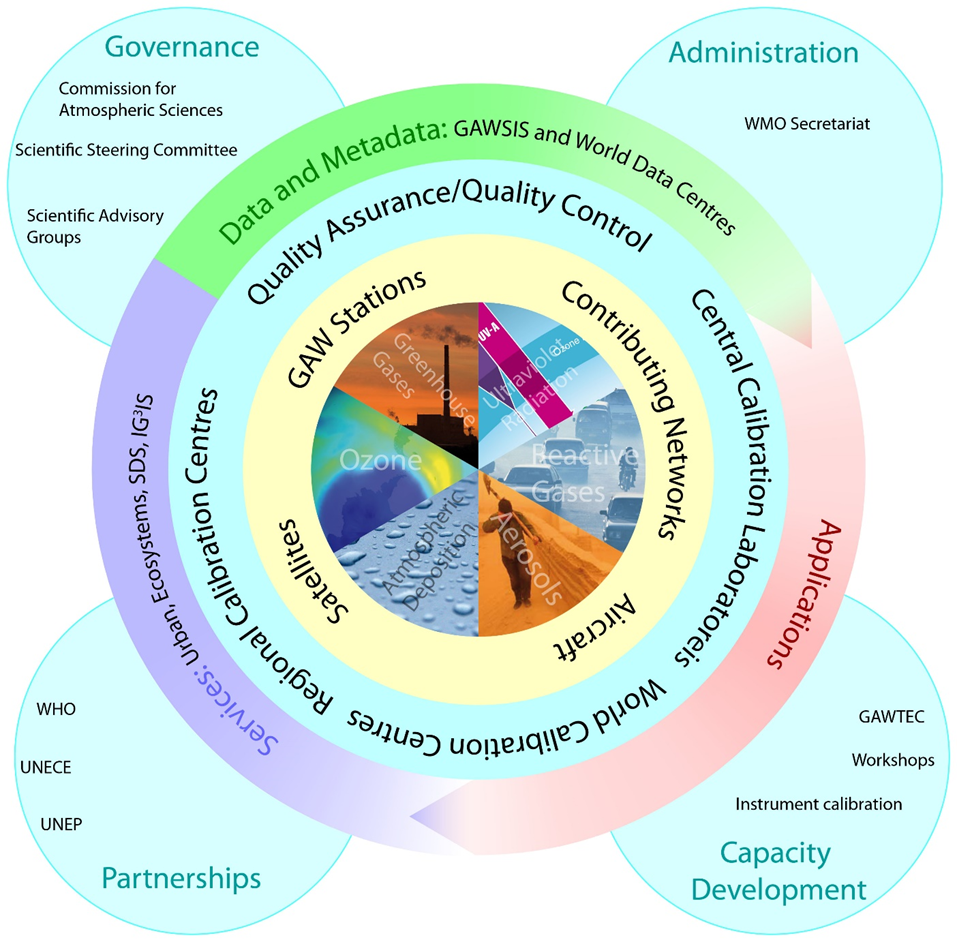 Governance
Commission for
Atmospheric Sciences
Scientific Steering Committee
Scientific Advisory
Groups
Administration
WMO Secretariat
Data and Metadata: GAWSIS and World Data Centres
Quality Assurance/Quality Control
GAW Stations
Contributing Networks
Central Calibration Laboratoreis
Greenhouse
Gases
UV-A
Ozone
Ultraviolet
Radiation
Ozone
Reactive
Gases
Atmospheric
Deposition
Aerosols
Satellites
Aircraft
Regional Calibration Centres
World Calibration Centres
Services: Urban, Ecosystems, SDS, IG³IS
Applications
WHO
UNECE
UNEP
Partnerships
GAWTEC
Workshops
Instrument calibration
Capacity
Development